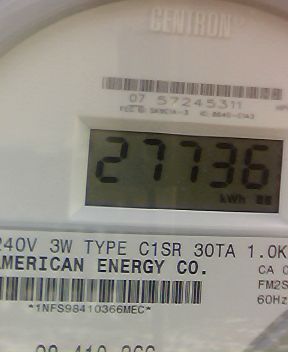 CENTRON
07 57245311
27736
kWh
240V 3W TYPE C1SR 30TA 1.0K
AMERICAN ENERGY CO.
CA 0
FM2S
60Hz
*1NFS98410366MEC*